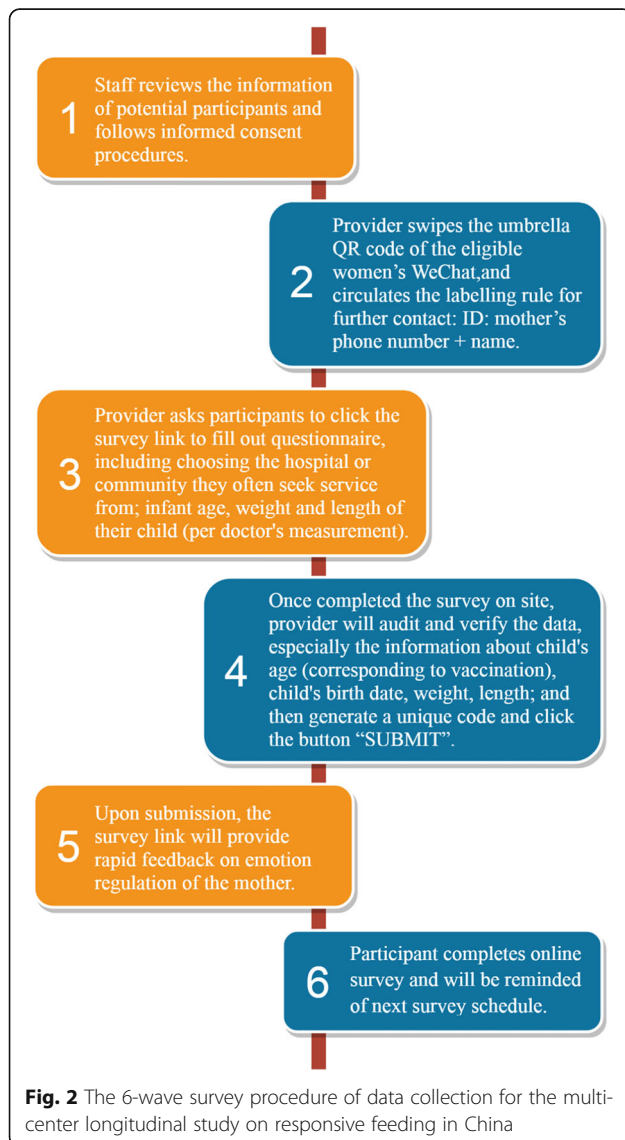 1
Staff reviews the information
of potential participants and
follows informed consent
procedures.
2
Provider swipes the umbrella
QR code of the eligible
women's WeChat,and
circulates the labelling rule for
further contact: ID: mother's
phone number + name.
3
Provider asks participants to click the
survey link to fill out questionnaire,
including choosing the hospital or
community they often seek service
from; infant age, weight and length of
their child (per doctor's measurement).
4
Once completed the survey on site,
provider will audit and verify the data,
especially the information about child's
age (corresponding to vaccination),
child's birth date, weight, length; and
then generate a unique code and click
the button “SUBMIT”.
5
Upon submission, the
survey link will provide
rapid feedback on emotion
regulation of the mother.
6
Participant completes online
survey and will be reminded
of next survey schedule.
Fig. 2 The 6-wave survey procedure of data collection for the multi-
center longitudinal study on responsive feeding in China